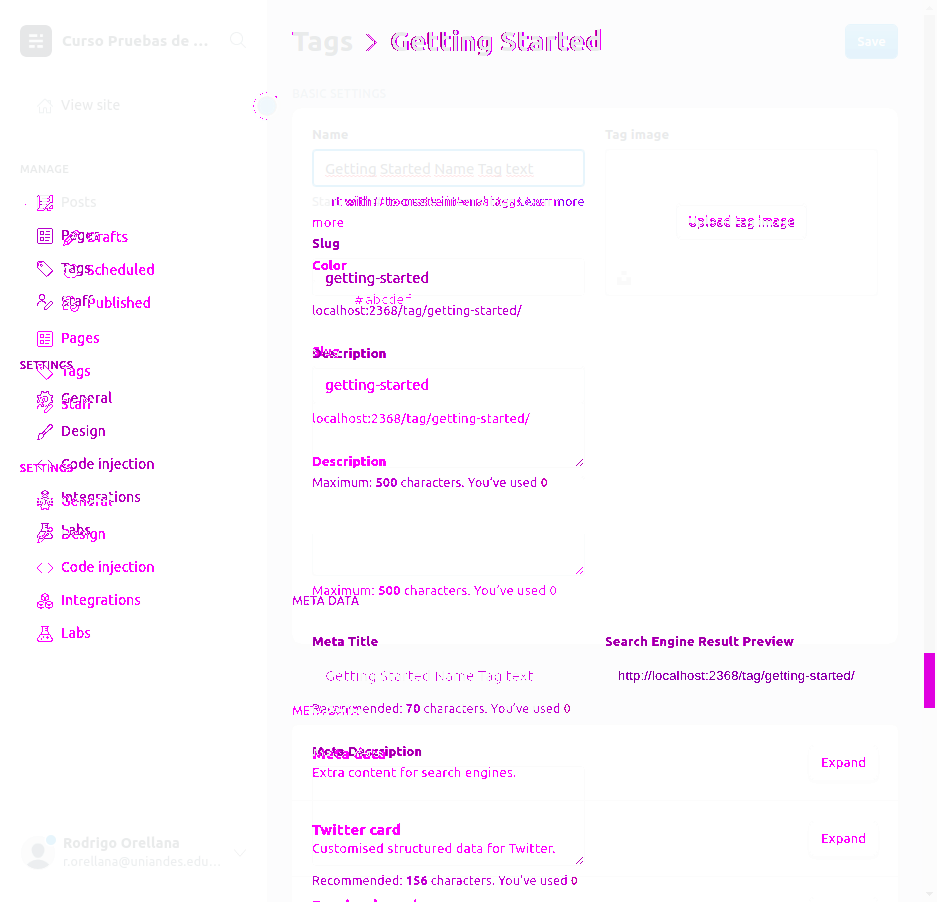 Curso Pruebas de ...
View site
MANAGE
Posts
Pages
Drafts
Tags
Scheduled
Staff
Published
Pages
SETTINGS
Tags
General
Staff
Design
Code injection
SETTINGS
Integrations
General
Labs
Design
Code injection
Integrations
Labs
Rodrigo Orellana
r.orellana@uniandes.edu...
Tags > Getting Started
Save
BASIC SETTINGS
Name
Getting Started Name Tag text
more
more
Slug
Color
getting-started
#abcdef
localhost:2368/tag/getting-started/
Slug
Description
getting-started
localhost:2368/tag/getting-started/
Description
Maximum: 500 characters. You've used 0
Maximum: 500 characters. You've used 0
META DATA
Tag image
Upload tag image
Meta Title
Getting Started Name Tag text
Recommended: 70 characters. You've used 0
Search Engine Result Preview
http://localhost:2368/tag/getting-started/
META DATA
Meta Description
Meta data
Extra content for search engines.
Expand
Twitter card
Customised structured data for Twitter.
Expand
Recommended: 156 characters. You've used 0